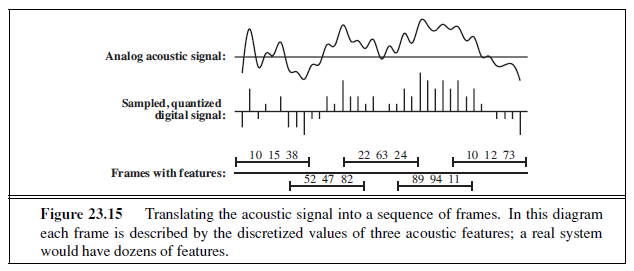 Analog acoustic signal:
Sampled, quantized
digital signal:
10 15 38 22 63 24 10 12 73
Frames with features:
52 47 82 89 94 11
Figure 23.15 Translating the acoustic signal into a sequence of frames. In this diagram
each frame is described by the discretized values of three acoustic features; a real system
would have dozens of features.